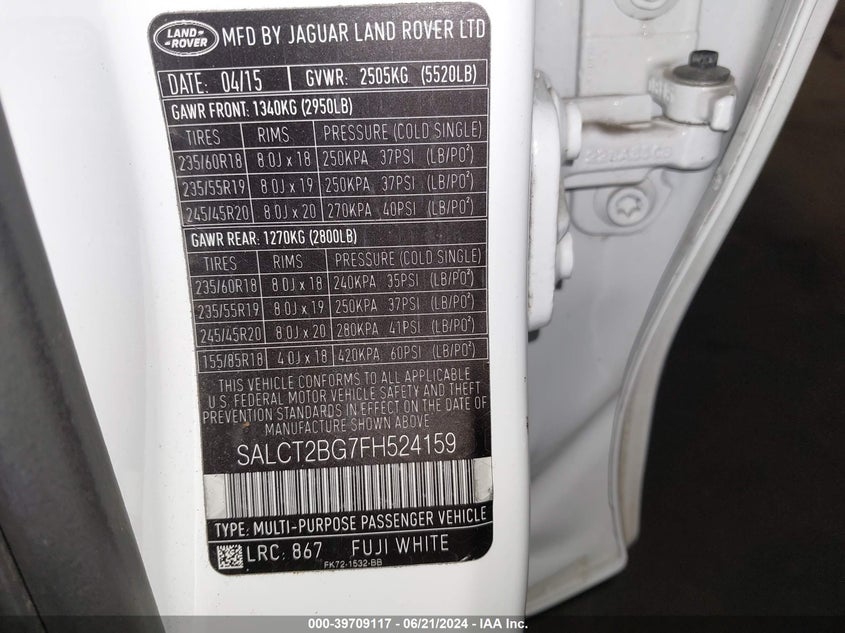 LAND
ROVER
MFD BY JAGUAR LAND ROVER LTD
DATE: 04/15 GVWR: 2505KG (5520LB)
GAWR FRONT: 1340KG (2950LB)
TIRES RIMS PRESSURE (COLD SINGLE)
235/60R18 8.0J x 18 250KPA 37PSI (LB/PO²)
235/55R19 8.0J x 19 250KPA 37PSI (LB/PO²)
245/45R20 8.0J x 20 270KPA 40PSI (LB/PO²)
GAWR REAR: 1270KG (2800LB)
TIRES RIMS PRESSURE (COLD SINGLE)
235/60R18 8.0J x 18 240KPA 35PSI (LB/PO²)
235/55R19 8.0J x 19 250KPA 37PSI (LB/PO²)
245/45R20 8.0J x 20 280KPA 41PSI (LB/PO²)
155/85R18 4.0J x 18 420KPA 60PSI (LB/PO²)
THIS VEHICLE CONFORMS TO ALL APPLICABLE
U.S. FEDERAL MOTOR VEHICLE SAFETY AND THEFT
PREVENTION STANDARDS IN EFFECT ON THE DATE OF
MANUFACTURE SHOWN ABOVE
SALCT2BG7FH524159
TYPE: MULTI-PURPOSE PASSENGER VEHICLE
LRC: 867 FUJI WHITE
FK72-1532-BB
000-39709117 - 06/21/2024 - IAA Inc.